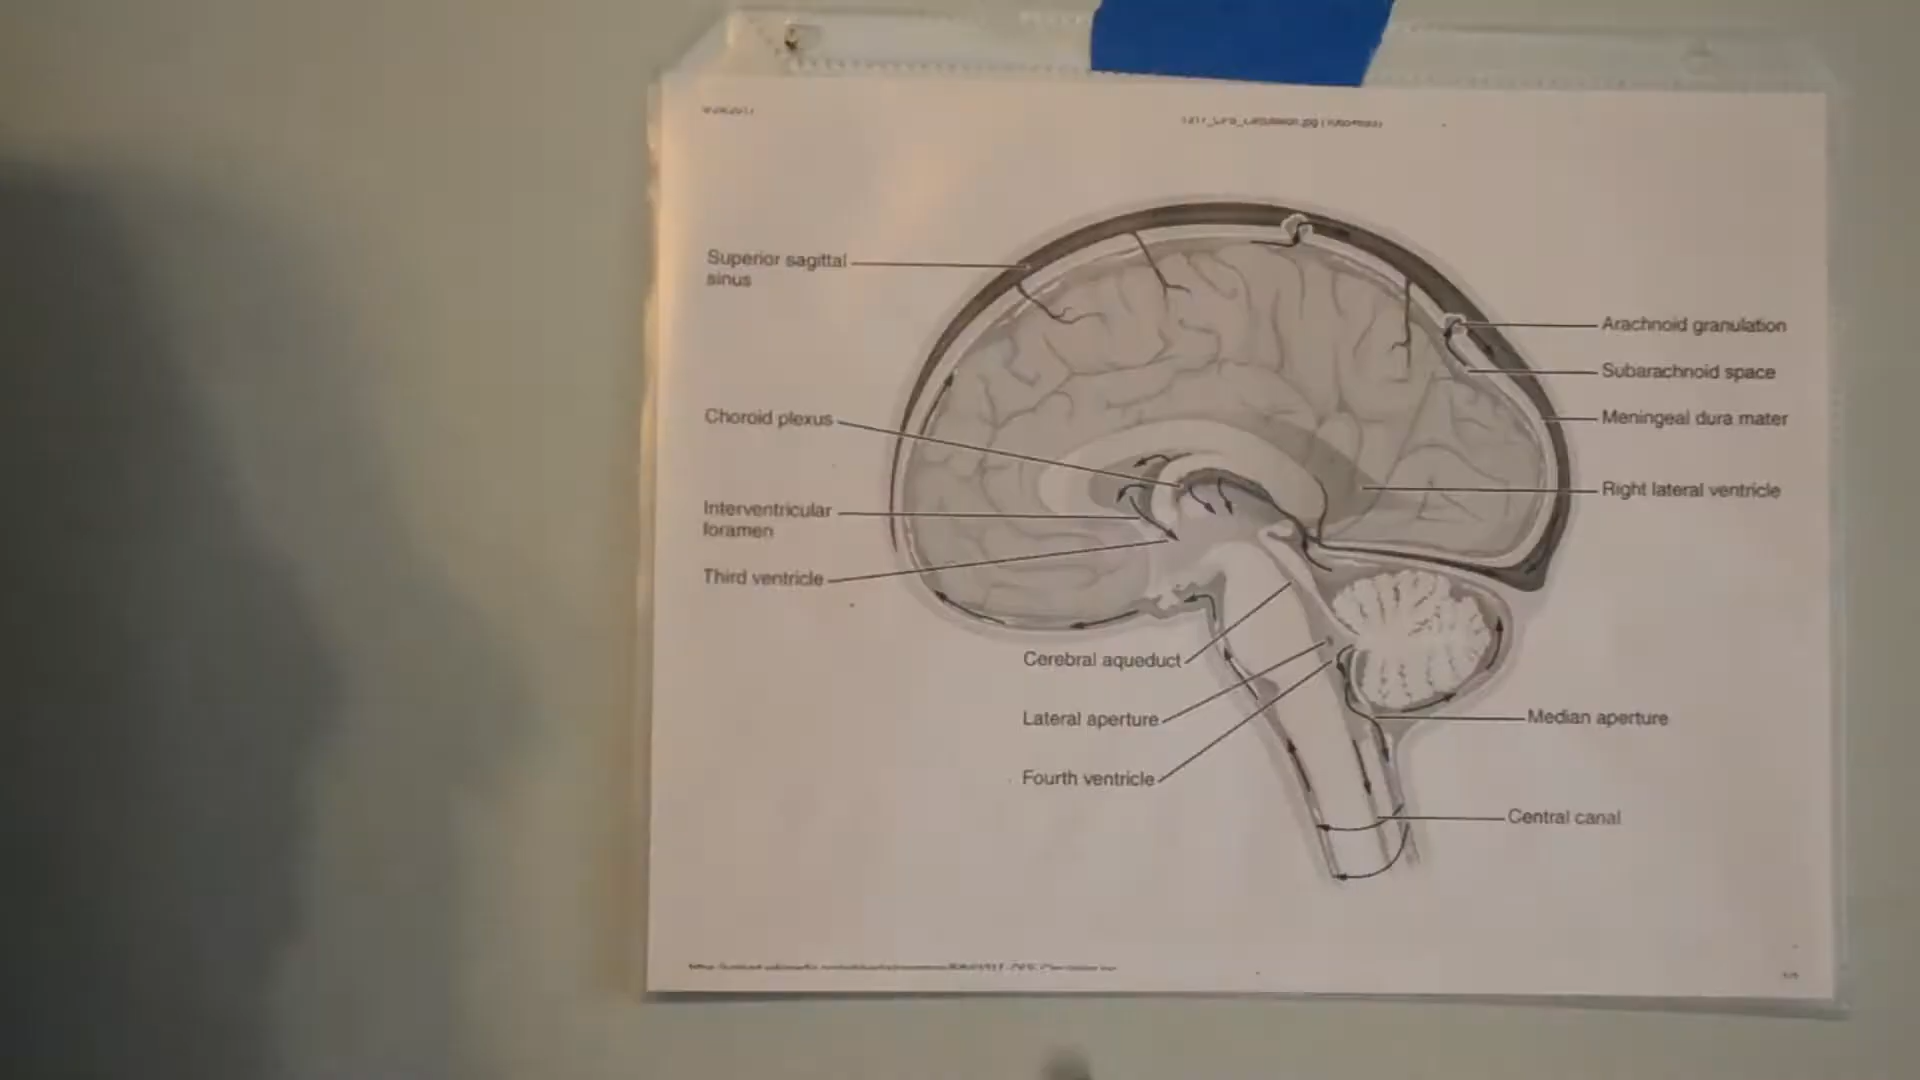 Superior sagittal
sinus
Arachnoid granulation
Subarachnoid space
Choroid plexus
Meningeal dura mater
Right lateral ventricle
Interventricular
foramen
Third ventricle
Cerebral aqueduct
Lateral aperture
Median aperture
Fourth ventricle
Central canal